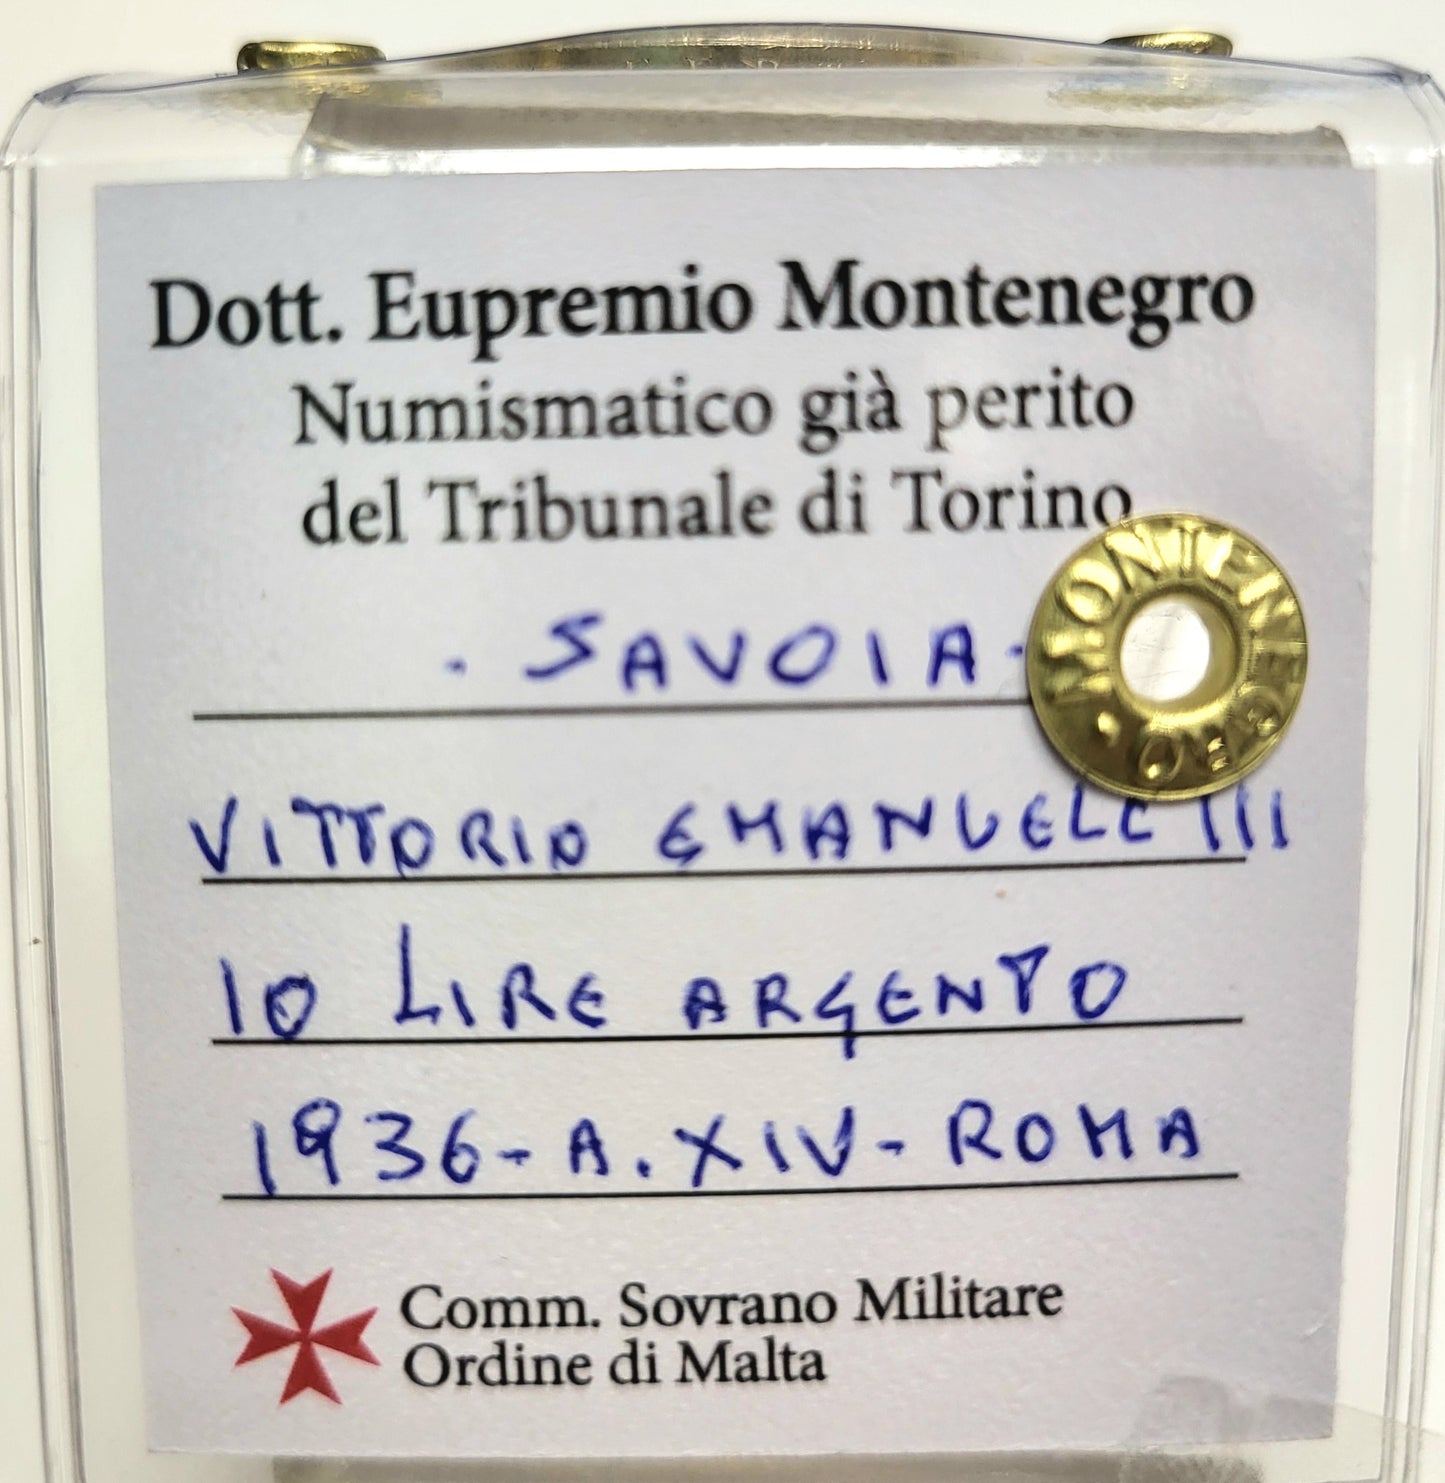 Dott. Eupremio Montenegro
Numismatico già perito
del Tribunale di Torino
. SAVOIA .
MONTENEGRO.
VITTORIO EMANUELE III
10 LIRE ARGENTO
1936 - A. XIV - ROMA
Comm. Sovrano Militare
Ordine di Malta